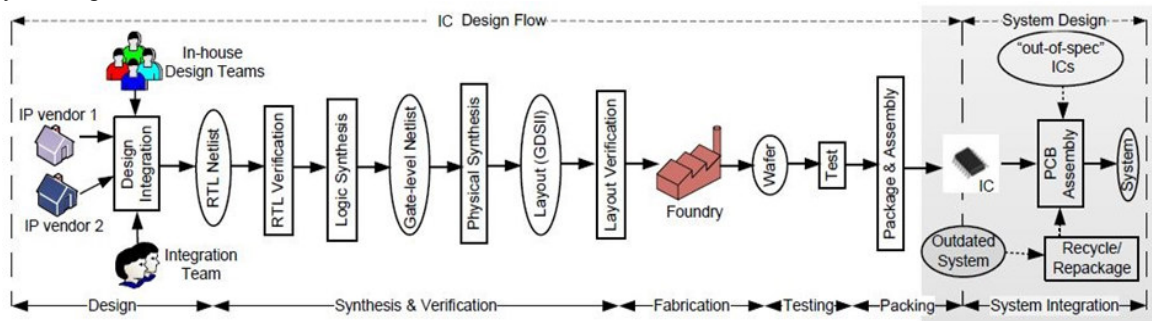 IC Design Flow
System Design
In-house
Design Teams
"out-of-spec"
ICs
IP vendor 1
IP vendor 2
Design
Integration
RTL Netlist
RTL Verification
Logic Synthesis
Gate-level Netlist
Physical Synthesis
Layout (GDSII)
Layout Verification
Foundry
Wafer
Test
Package & Assembly
IC
PCB
Assembly
System
Integration
Team
Outdated
System
Recycle/
Repackage
Design
Synthesis & Verification
Fabrication
Testing
Packing
System Integration